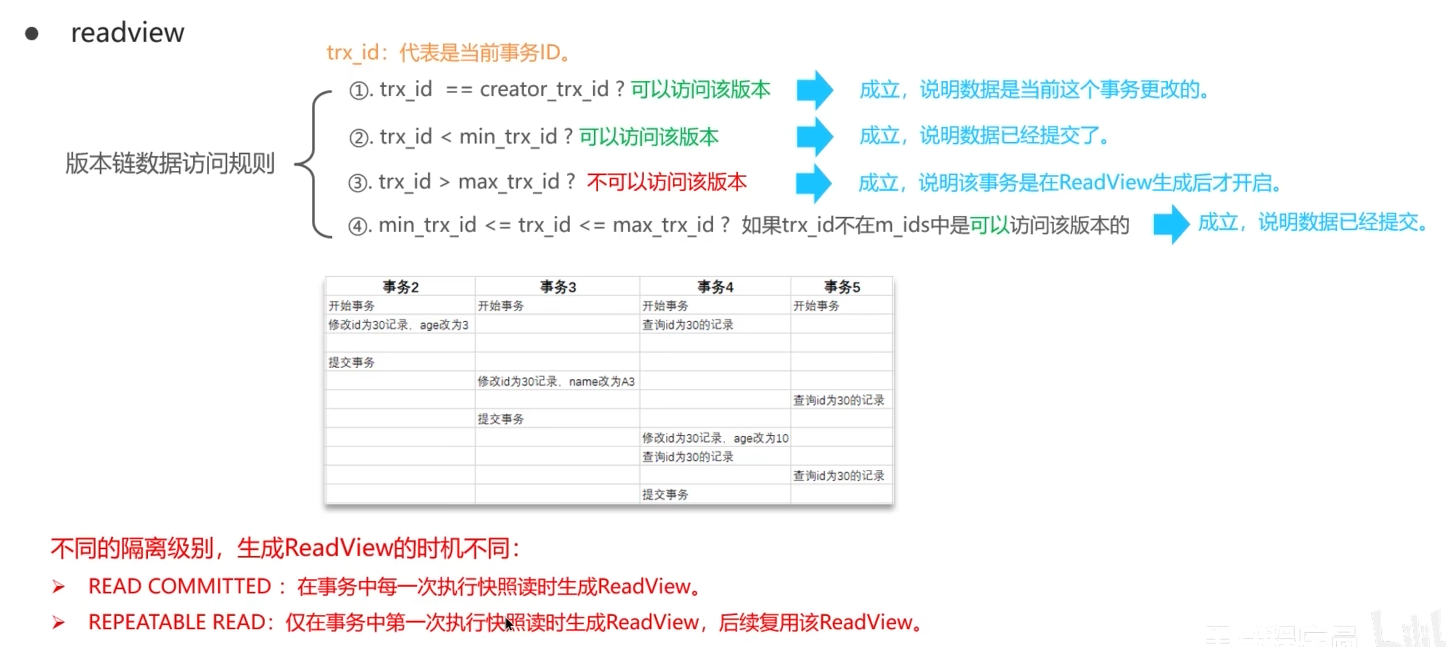 ● readview
trx_id：代表是当前事务ID。
版本链数据访问规则
①. trx_id == creator_trx_id ? 可以访问该版本 成立，说明数据是当前这个事务更改的。
②. trx_id < min_trx_id ? 可以访问该版本 成立，说明数据已经提交了。
③. trx_id > max_trx_id ? 不可以访问该版本 成立，说明该事务是在ReadView生成后才开启。
④. min_trx_id <= trx_id <= max_trx_id ? 如果trx_id不在m_ids中是可以访问该版本的 成立，说明数据已经提交。
事务2 事务3 事务4 事务5
开始事务 开始事务 开始事务 开始事务
修改id为30记录，age改为3 查询id为30的记录
提交事务
修改id为30记录，name改为A3
查询id为30的记录
提交事务
修改id为30记录，age改为10
查询id为30的记录
查询id为30的记录
提交事务
不同的隔离级别，生成ReadView的时机不同：
➢ READ COMMITTED ：在事务中每一次执行快照读时生成ReadView。
➢ REPEATABLE READ：仅在事务中第一次执行快照读时生成ReadView，后续复用该ReadView。